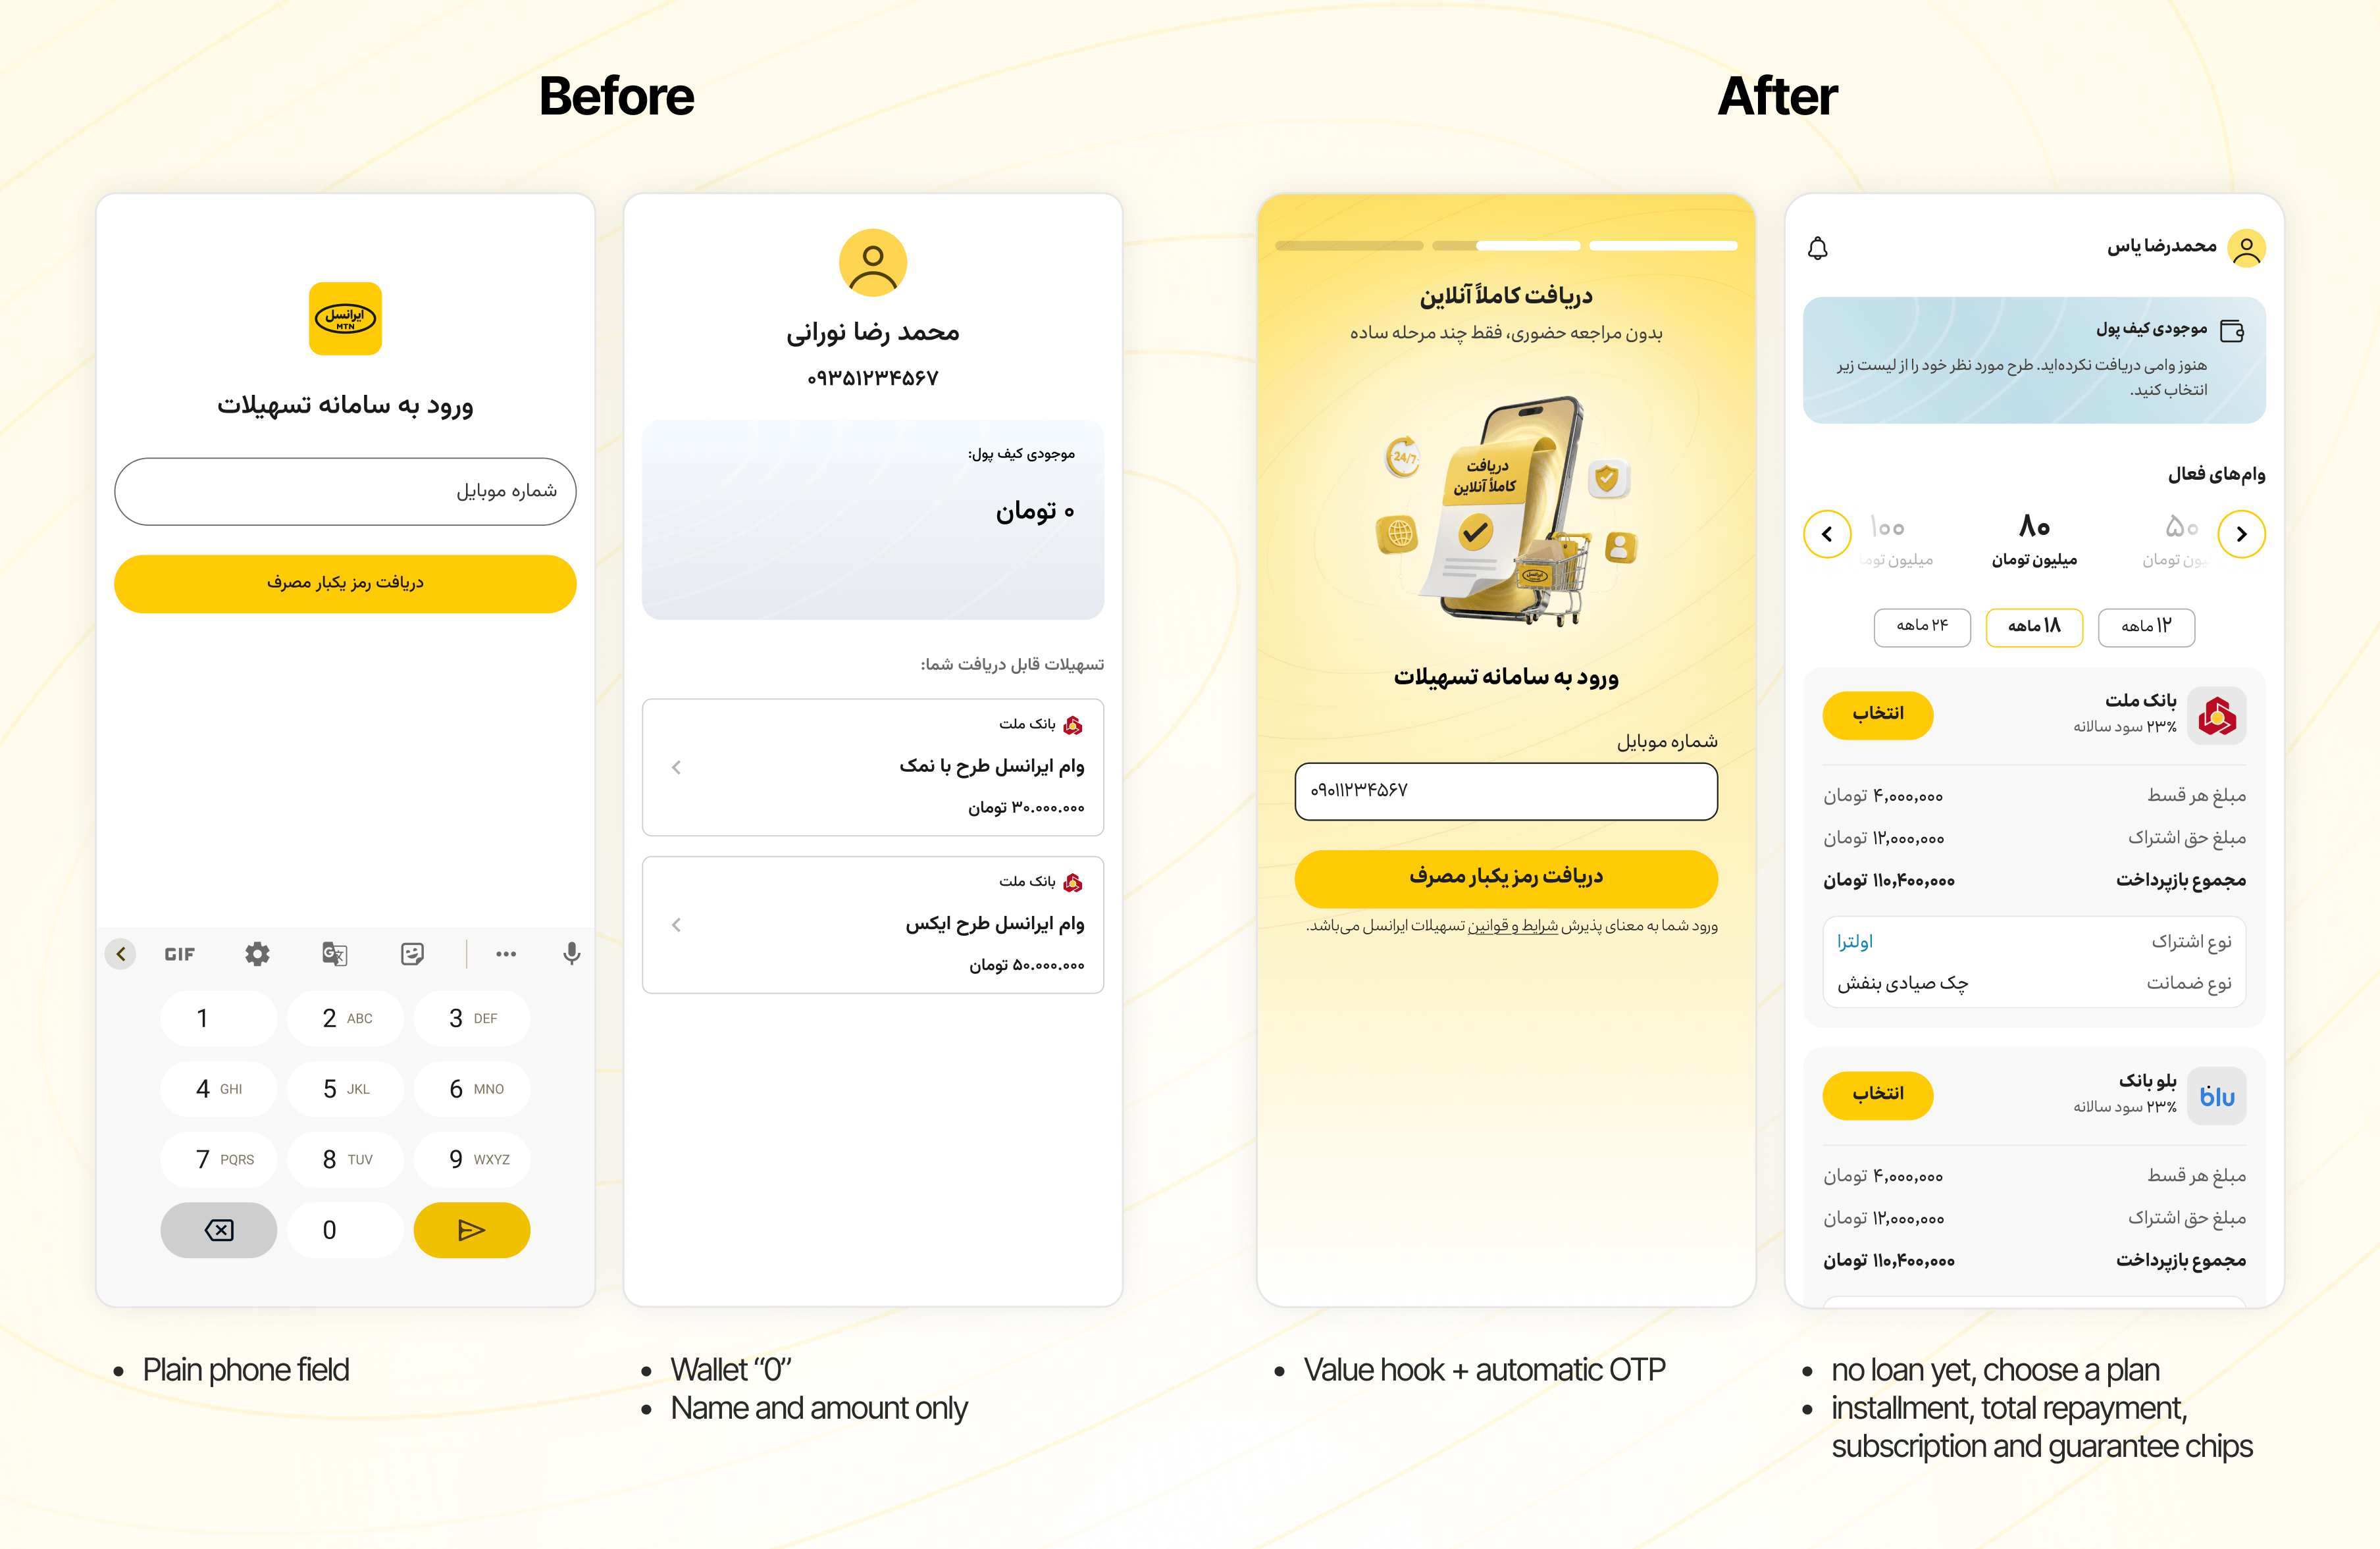 Before
ایرانسل
MTN
ورود به سامانه تسهیلات
شماره موبایل
دریافت رمز یکبار مصرف
GIF
1
2 ABC
3 DEF
4 GHI
5 JKL
6 MNO
7 PQRS
8 TUV
9 WXYZ
0
Plain phone field
محمد رضا نورانی
۰۹۳۵۱۲۳۴۵۶۷
موجودی کیف پول:
۰ تومان
تسهیلات قابل دریافت شما:
بانک ملت
وام ایرانسل طرح با نمک
۳۰.۰۰۰.۰۰۰ تومان
بانک ملت
وام ایرانسل طرح ایکس
۵۰.۰۰۰.۰۰۰ تومان
Wallet “0”
Name and amount only
After
دریافت کاملاً آنلاین
بدون مراجعه حضوری، فقط چند مرحله ساده
24/7
دریافت
کاملاً آنلاین
ایرانسل
ورود به سامانه تسهیلات
شماره موبایل
۰۹۰۱۱۲۳۴۵۶۷
دریافت رمز یکبار مصرف
ورود شما به معنای پذیرش شرایط و قوانین تسهیلات ایرانسل می‌باشد.
Value hook + automatic OTP
محمدرضا یاس
موجودی کیف پول
هنوز وامی دریافت نکرده‌اید. طرح مورد نظر خود را از لیست زیر
انتخاب کنید.
وام‌های فعال
۵۰ ۸۰ ۱۰۰
یون تومان میلیون تومان میلیون توما
۱۲ ماهه ۱۸ ماهه ۲۴ ماهه
بانک ملت
۲۳% سود سالانه
انتخاب
مبلغ هر قسط ۴,۰۰۰,۰۰۰ تومان
مبلغ حق اشتراک ۱۲,۰۰۰,۰۰۰ تومان
مجموع بازپرداخت ۱۱۰,۴۰۰,۰۰۰ تومان
نوع اشتراک اولترا
نوع ضمانت چک صیادی بنفش
blu
بلو بانک
۲۳% سود سالانه
انتخاب
مبلغ هر قسط ۴,۰۰۰,۰۰۰ تومان
مبلغ حق اشتراک ۱۲,۰۰۰,۰۰۰ تومان
مجموع بازپرداخت ۱۱۰,۴۰۰,۰۰۰ تومان
no loan yet, choose a plan
installment, total repayment,
subscription and guarantee chips